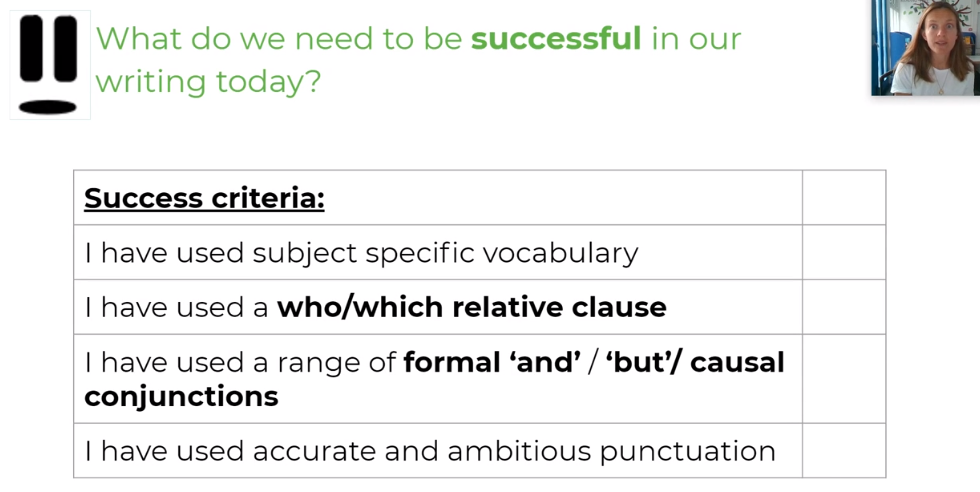 What do we need to be successful in our
writing today?
Success criteria:
I have used subject specific vocabulary
I have used a who/which relative clause
I have used a range of formal ‘and’ / ‘but’/ causal
conjunctions
I have used accurate and ambitious punctuation